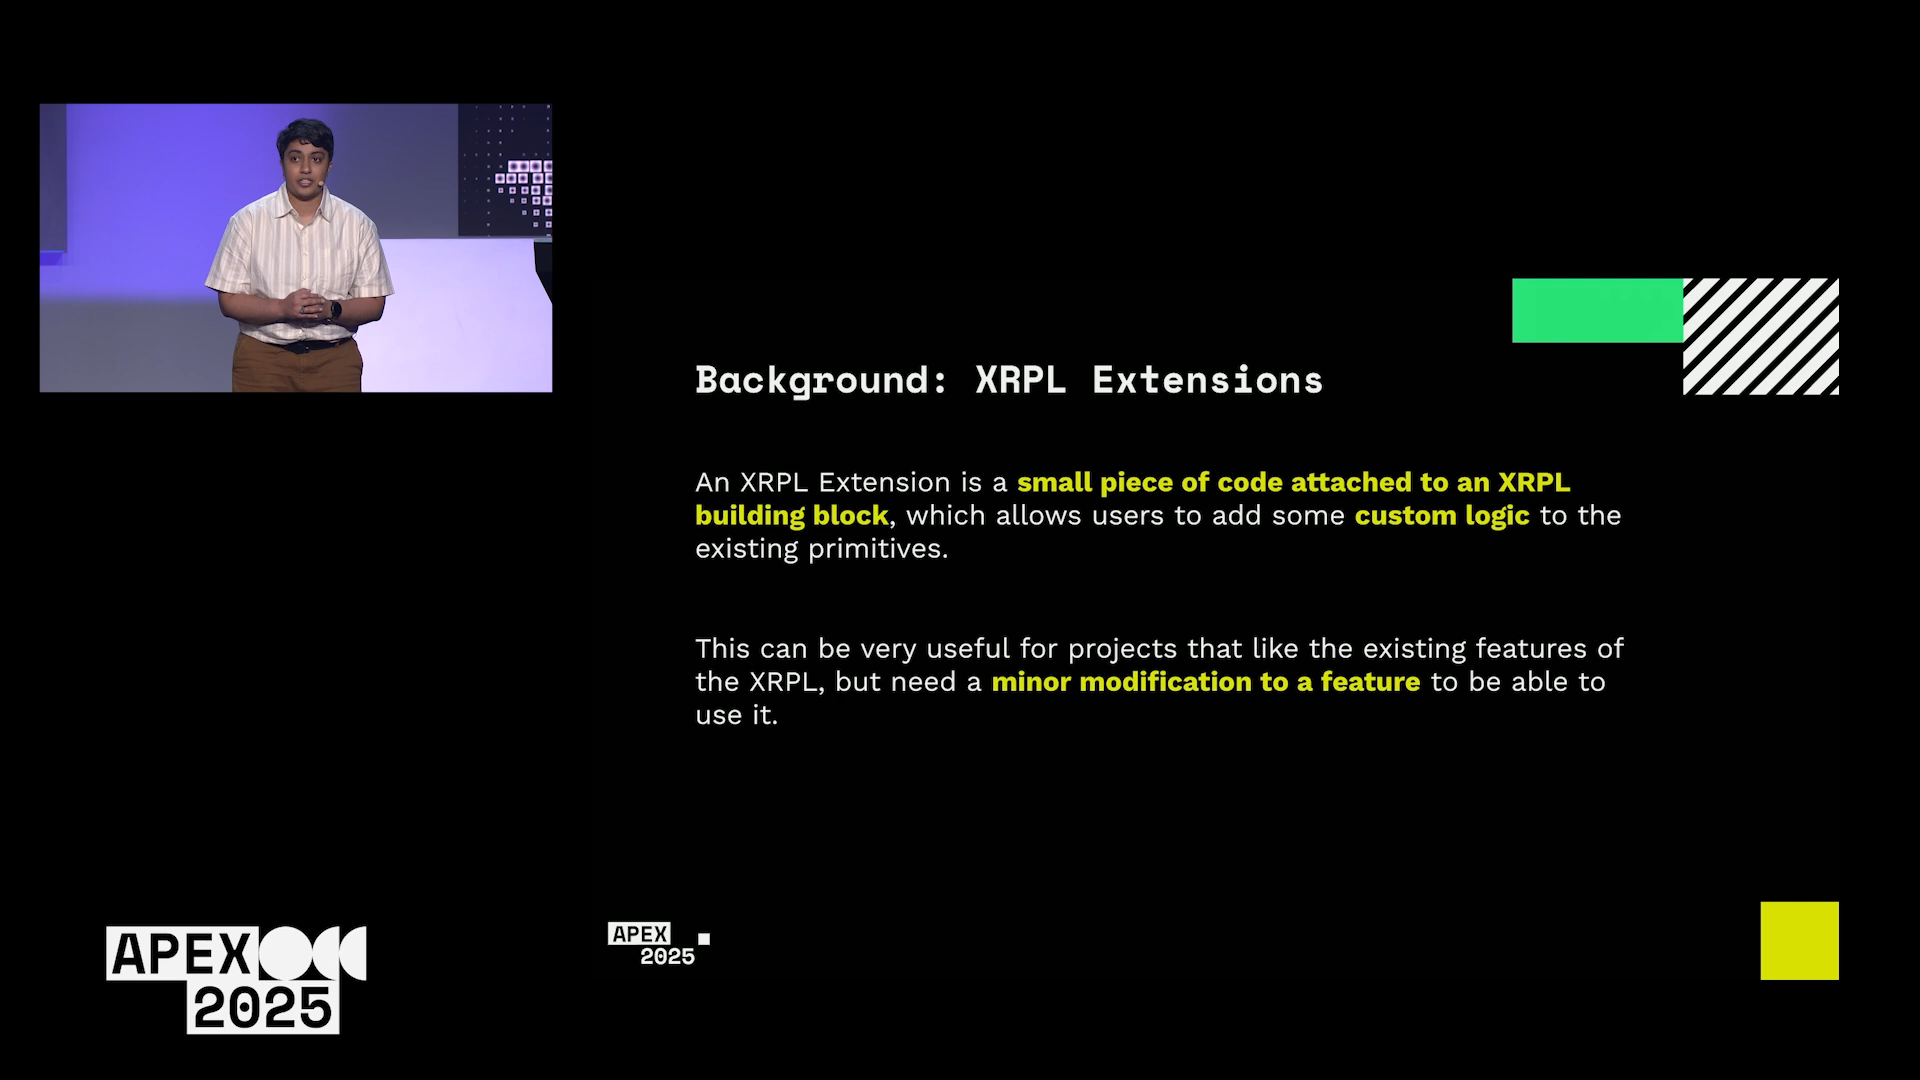 Background: XRPL Extensions
An XRPL Extension is a small piece of code attached to an XRPL
building block, which allows users to add some custom logic to the
existing primitives.
This can be very useful for projects that like the existing features of
the XRPL, but need a minor modification to a feature to be able to
use it.
APEX
2025
APEX
2025